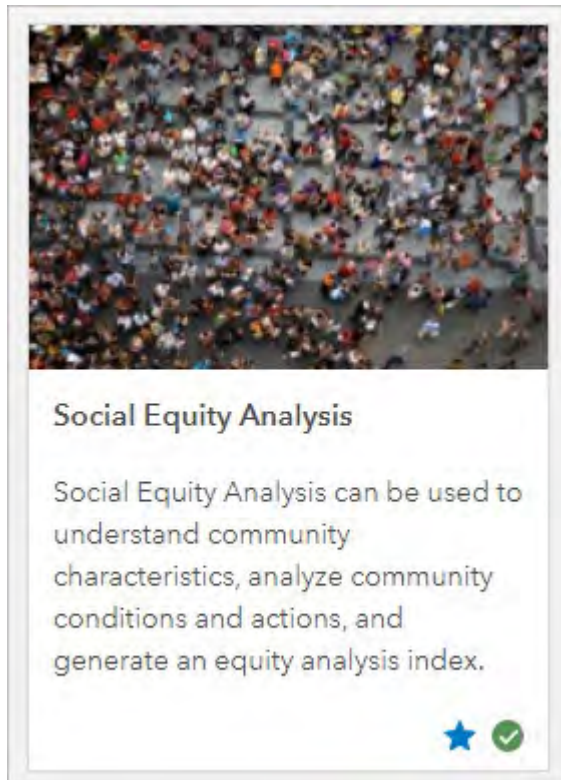 Social Equity Analysis
Social Equity Analysis can be used to
understand community
characteristics, analyze community
conditions and actions, and
generate an equity analysis index.